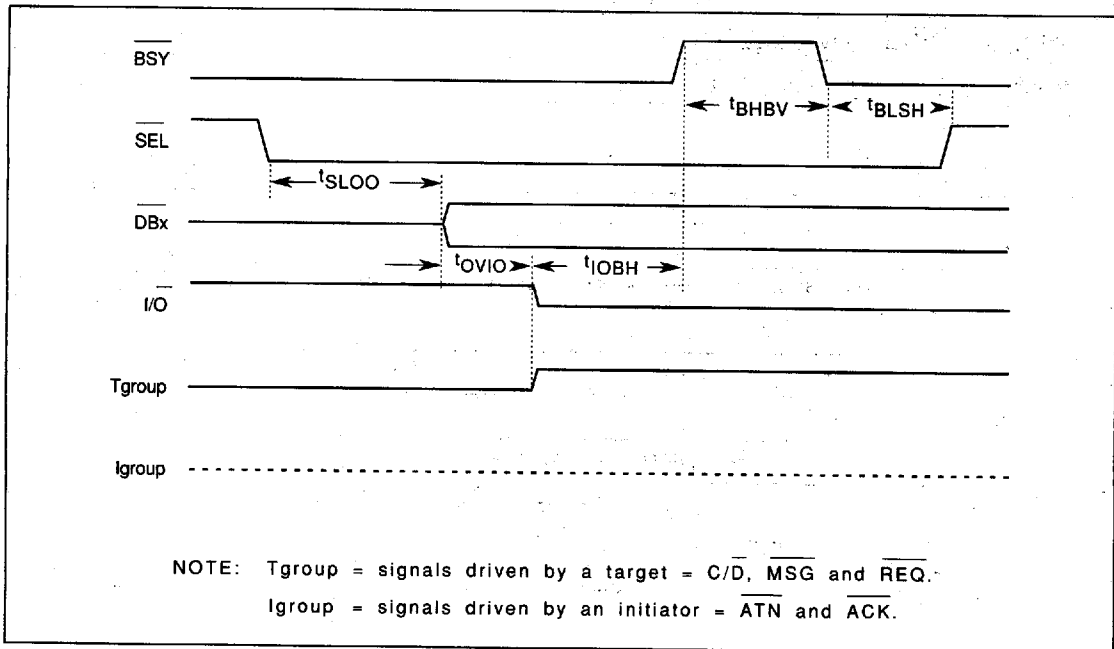 BSY
tBHBV
tBLSH
SEL
tSLOO
DBx
tOVIO
tIOBH
I/O
Tgroup
Igroup
NOTE: Tgroup = signals driven by a target = C/D, MSG and REQ.
Igroup = signals driven by an initiator = ATN and ACK.